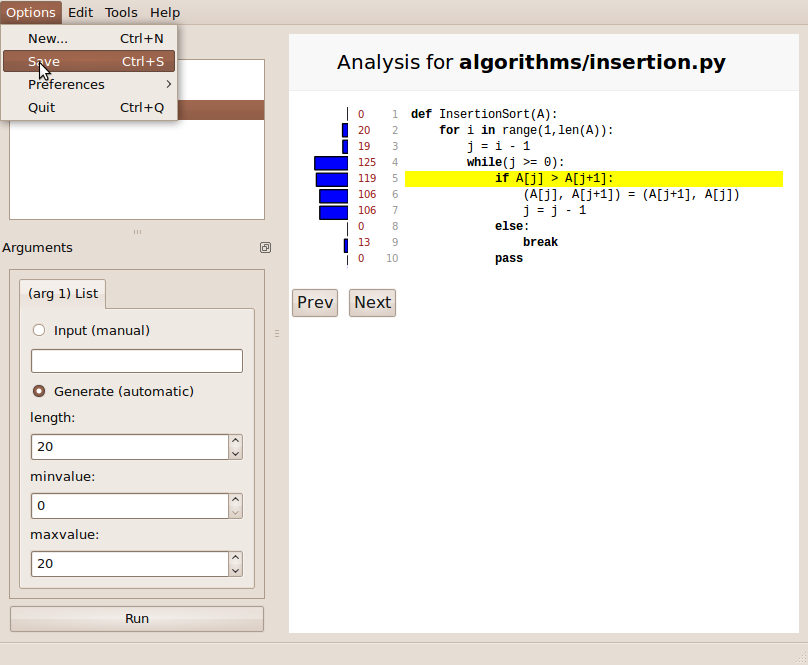 Options Edit Tools Help
New... Ctrl+N
Save Ctrl+S
Preferences
Quit Ctrl+Q
Arguments
(arg 1) List
Input (manual)
Generate (automatic)
length:
20
minvalue:
0
maxvalue:
20
Run
Analysis for algorithms/insertion.py
0 1 def InsertionSort(A):
20 2 for i in range(1,len(A)):
19 3 j = i - 1
125 4 while(j >= 0):
119 5 if A[j] > A[j+1]:
106 6 (A[j], A[j+1]) = (A[j+1], A[j])
106 7 j = j - 1
0 8 else:
13 9 break
0 10 pass
Prev Next